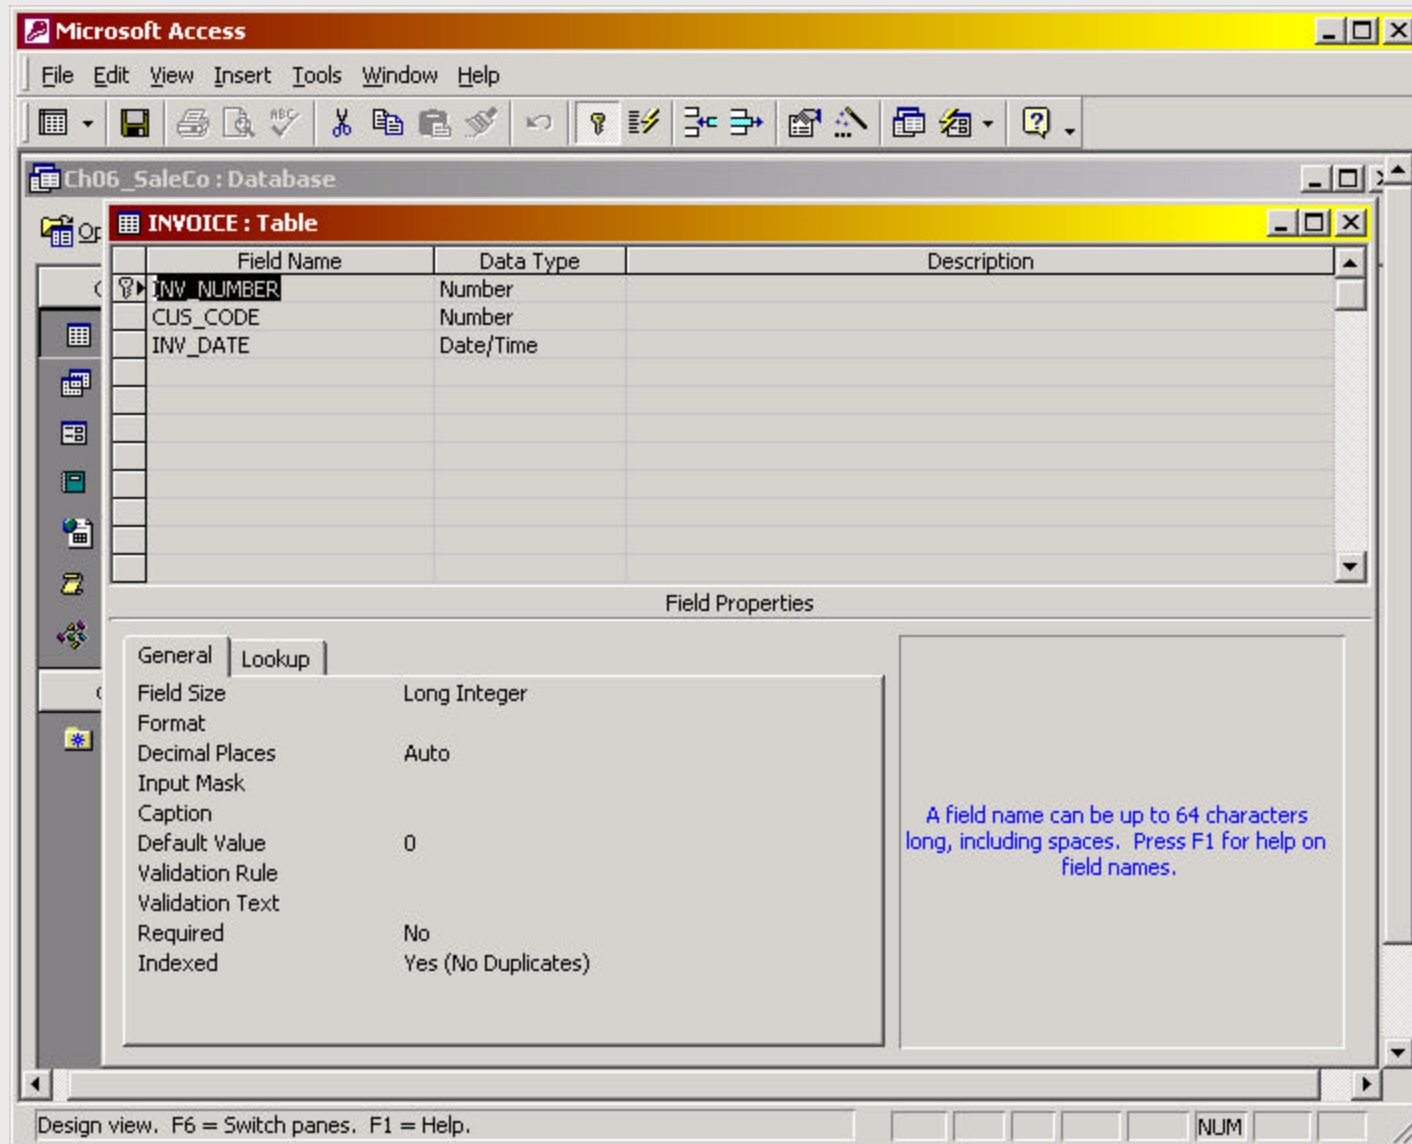 Microsoft Access
File Edit View Insert Tools Window Help
ABC
Ch06_SaleCo : Database
INVOICE : Table
Field Name Data Type Description
INV_NUMBER Number
CUS_CODE Number
INV_DATE Date/Time
Field Properties
General Lookup
Field Size Long Integer
Format
Decimal Places Auto
Input Mask
Caption
Default Value 0
Validation Rule
Validation Text
Required No
Indexed Yes (No Duplicates)
A field name can be up to 64 characters
long, including spaces. Press F1 for help on
field names.
Design view. F6 = Switch panes. F1 = Help.
NUM